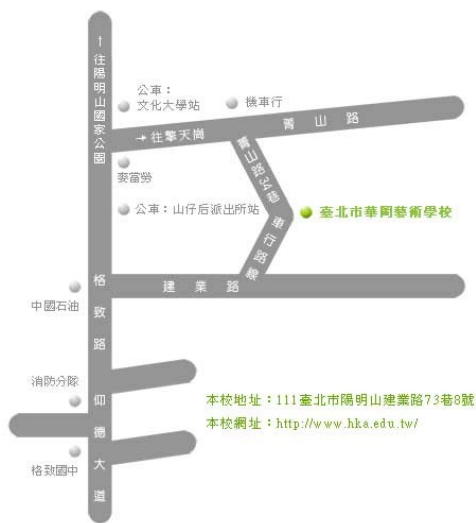 ↑往陽明山國家公園
公車：
文化大學站
機車行
→往擎天崗
菁山路
麥當勞
菁山路34巷
公車：山仔后派出所站
車行路線
臺北市華岡藝術學校
中國石油
格致路
建業路
消防分隊
仰德大道
格致國中
本校地址：111臺北市陽明山建業路73巷8號
本校網址：http://www.hka.edu.tw/